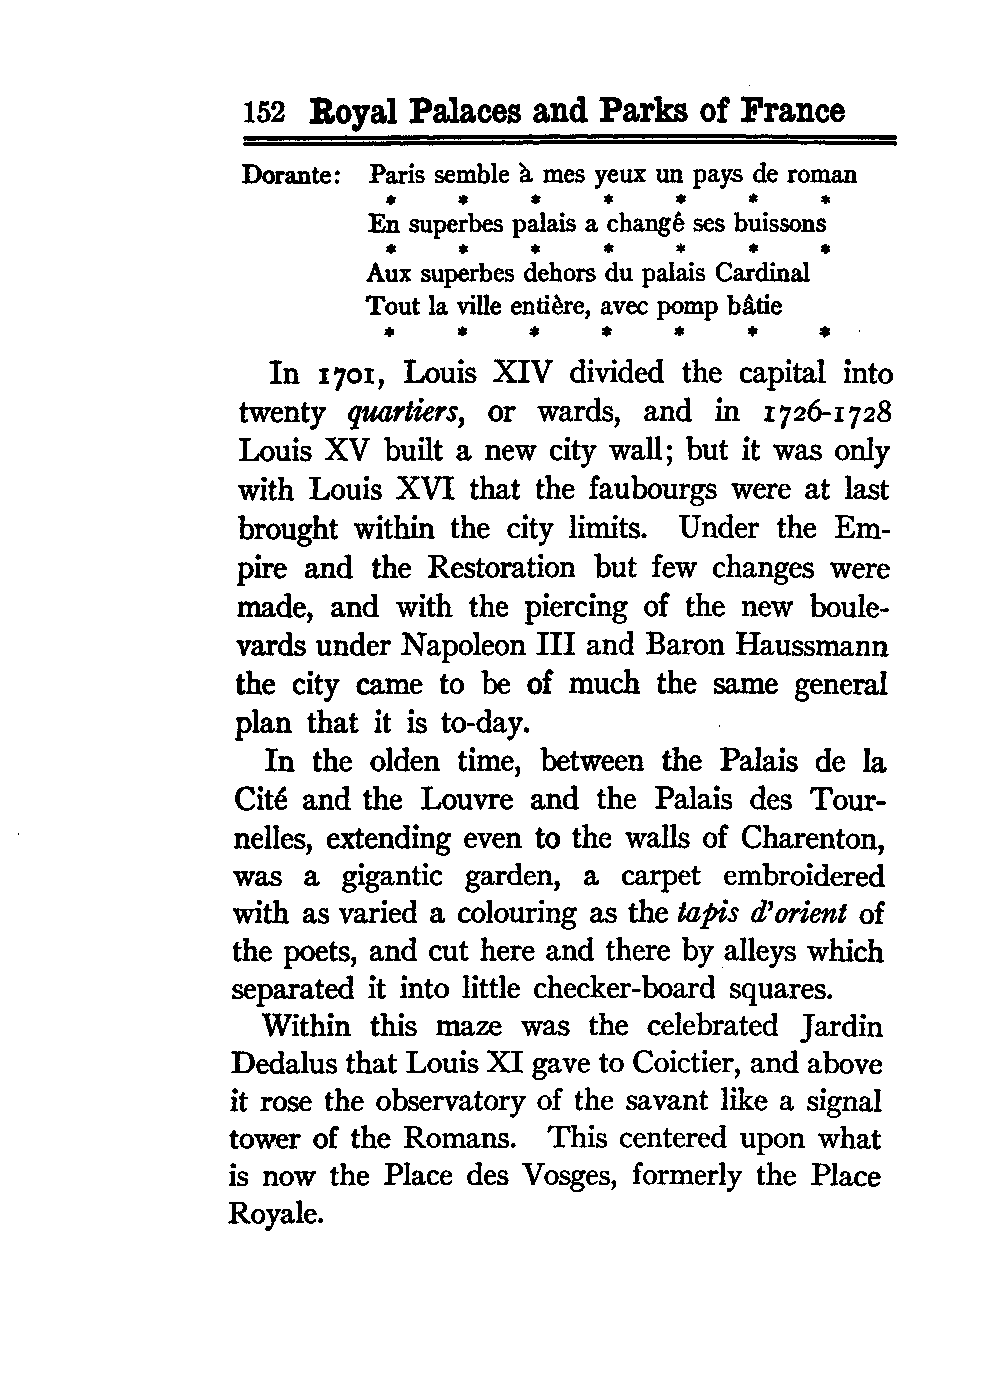 152 Royal Palaces and Parks of France
Dorante: Paris semble à mes yeux un pays de roman
* * * * * * *
En superbes palais a changê ses buissons
* * * * * * *
Aux superbes dehors du palais Cardinal
Tout la ville entière, avec pomp bâtie
* * * * * * *
In 1701, Louis XIV divided the capital into
twenty quartiers, or wards, and in 1726-1728
Louis XV built a new city wall; but it was only
with Louis XVI that the faubourgs were at last
brought within the city limits. Under the Em-
pire and the Restoration but few changes were
made, and with the piercing of the new boule-
vards under Napoleon III and Baron Haussmann
the city came to be of much the same general
plan that it is to-day.
In the olden time, between the Palais de la
Cité and the Louvre and the Palais des Tour-
nelles, extending even to the walls of Charenton,
was a gigantic garden, a carpet embroidered
with as varied a colouring as the tapis d'orient of
the poets, and cut here and there by alleys which
separated it into little checker-board squares.
Within this maze was the celebrated Jardin
Dedalus that Louis XI gave to Coictier, and above
it rose the observatory of the savant like a signal
tower of the Romans. This centered upon what
is now the Place des Vosges, formerly the Place
Royale.